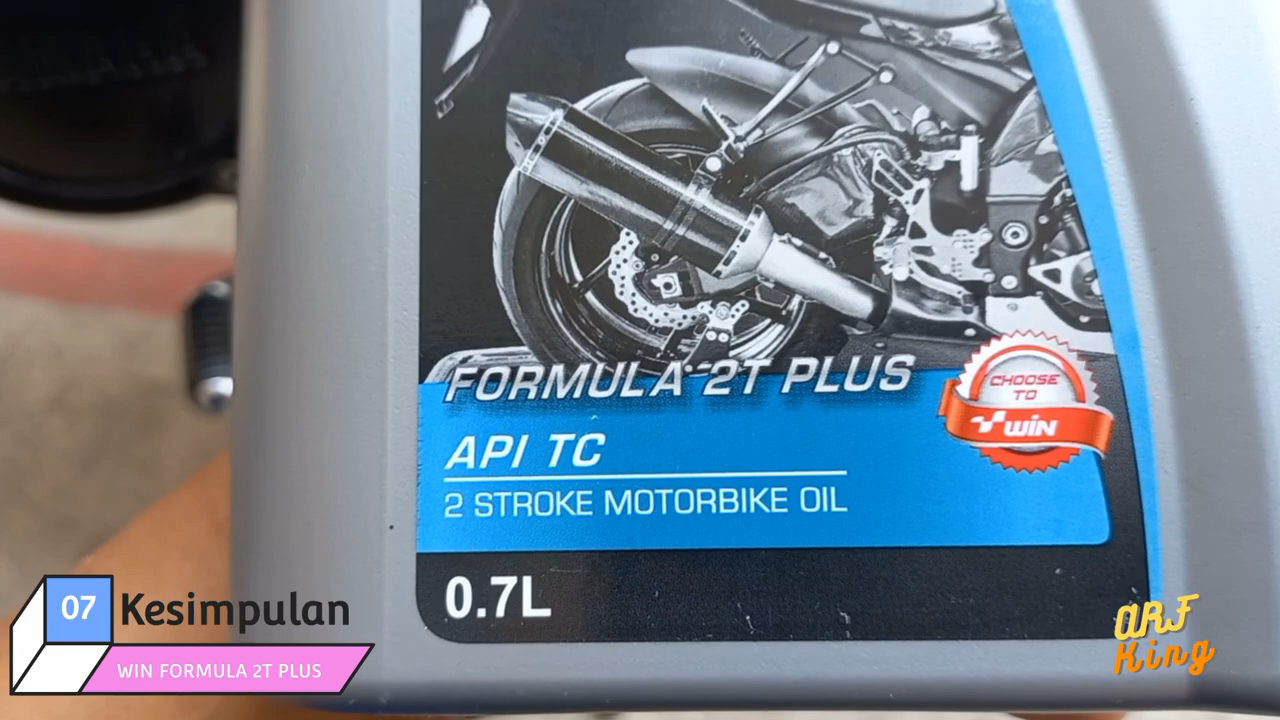 FORMULA 2T PLUS
CHOOSE
TO
WIN
API TC
2 STROKE MOTORBIKE OIL
0.7L
07
Kesimpulan
WIN FORMULA 2T PLUS
ARF
King